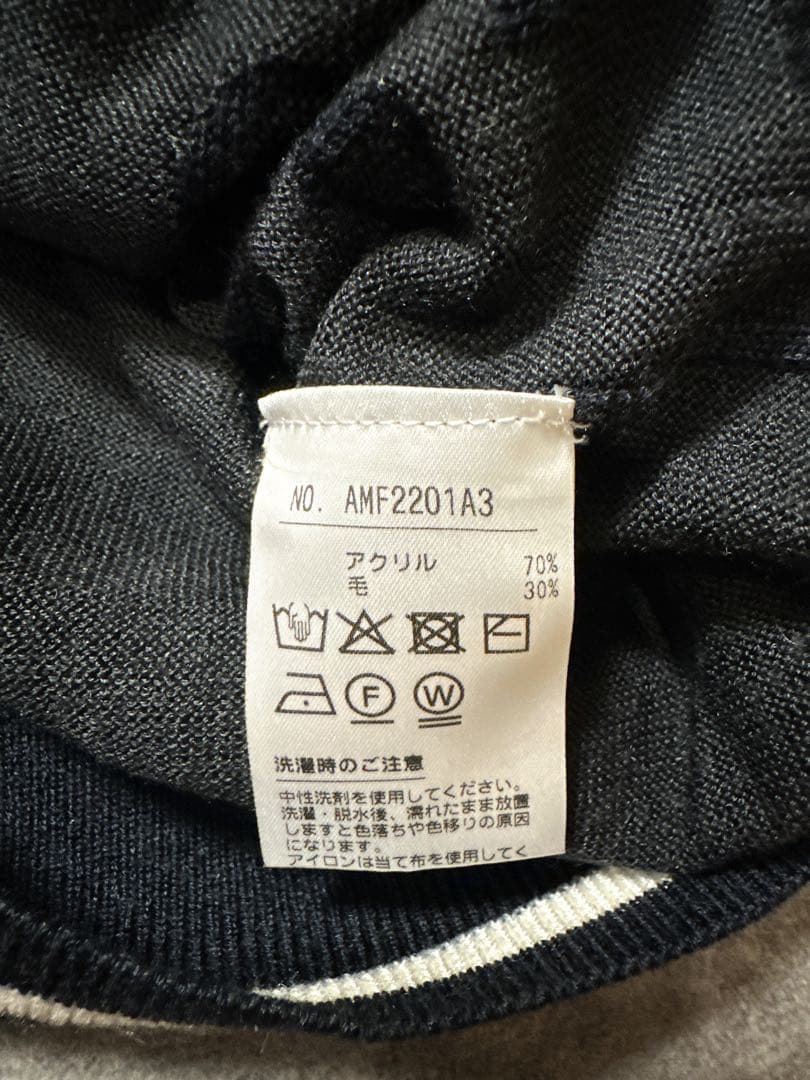 NO. AMF2201A3
アクリル 70%
毛 30%
F W
洗濯時のご注意
中性洗剤を使用してください。
洗濯・脱水後、濡れたまま放置
しますと色落ちや色移りの原因
になります。
アイロンは当て布を使用してく